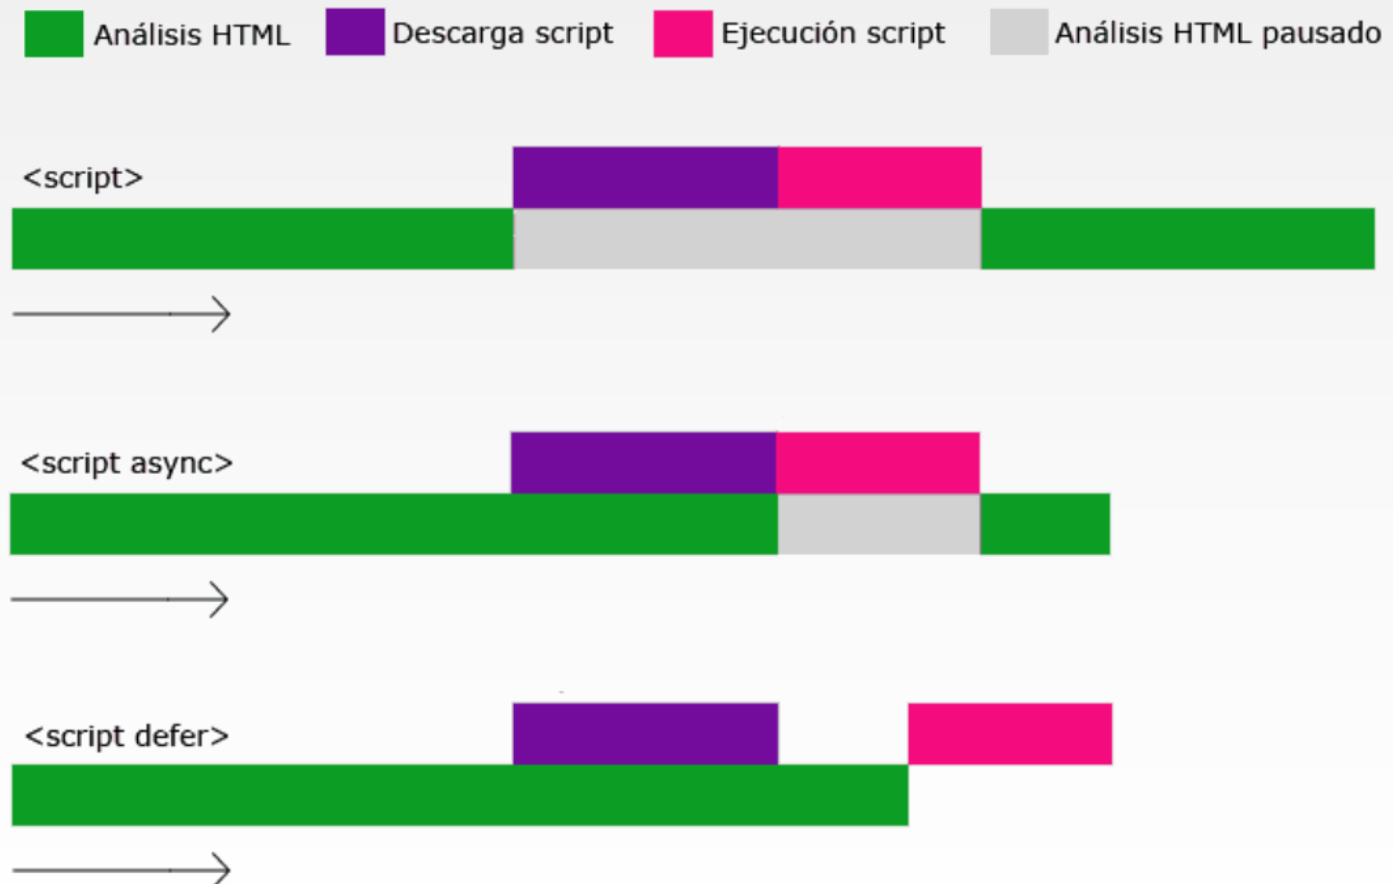 Análisis HTML Descarga script Ejecución script Análisis HTML pausado
<script>
<script async>
<script defer>